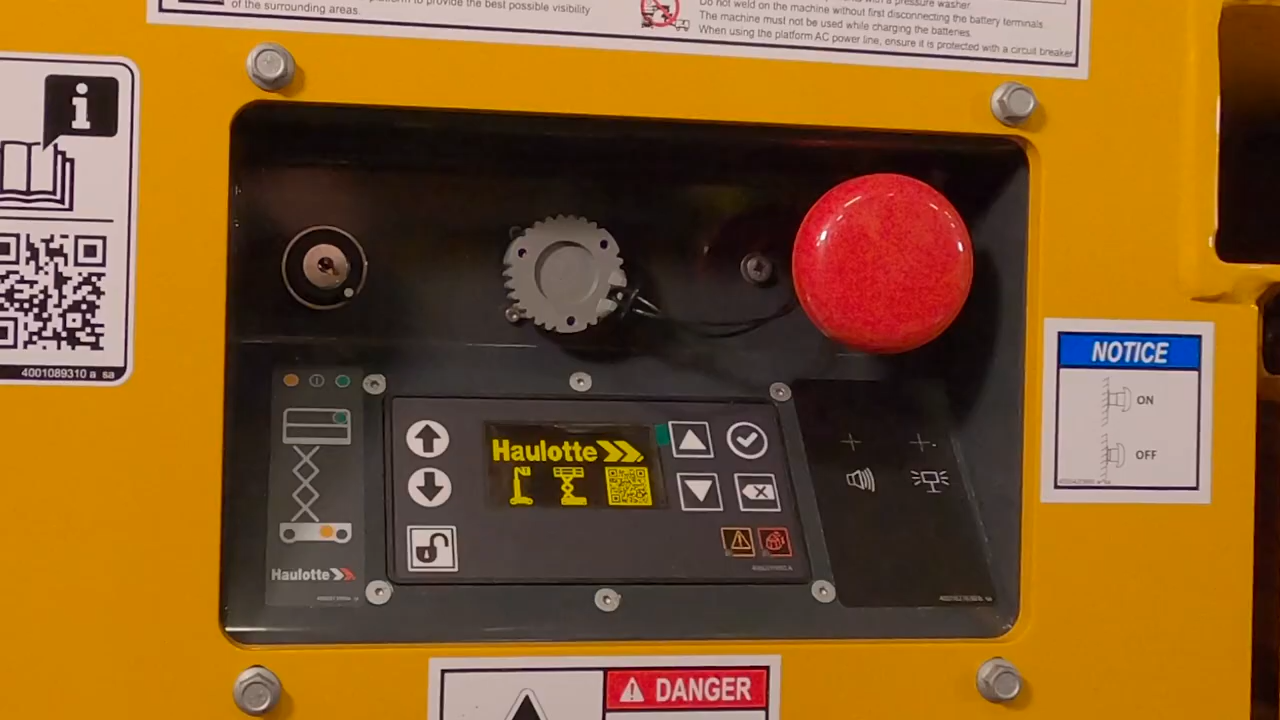 platform to provide the best possible visibility
of the surrounding areas.
with a pressure washer.
Do not weld on the machine without first disconnecting the battery terminals.
The machine must not be used while charging the batteries.
When using the platform AC power line, ensure it is protected with a circuit breaker
i
4001089310 a sa
NOTICE
ON
OFF
Haulotte
Haulotte
DANGER